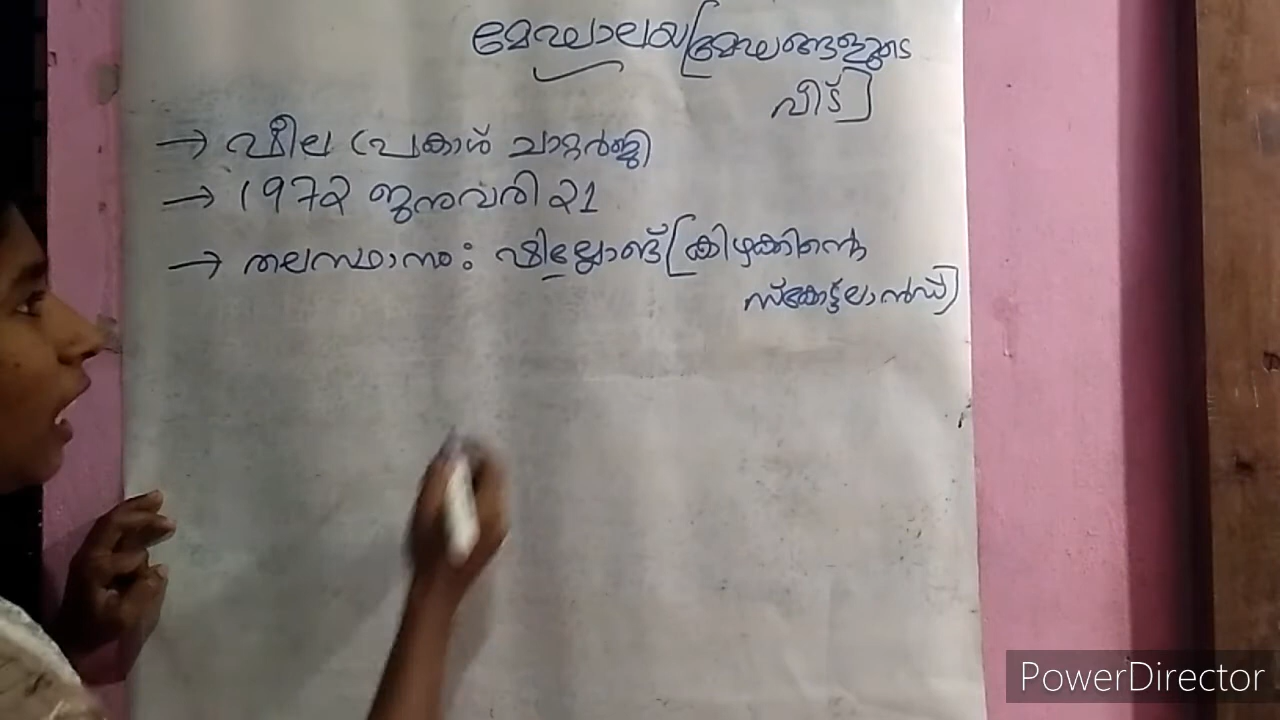 മേഘാലയ [മേഘങ്ങളുടെ
വീട്]
→ ഷീല പ്രകാശ് ചാറ്റർജി
→ 1972 ജനുവരി 21
→ തലസ്ഥാനം : ഷില്ലോങ് [കിഴക്കിന്റെ
സ്കോട്ട്ലാൻഡ്]
PowerDirector